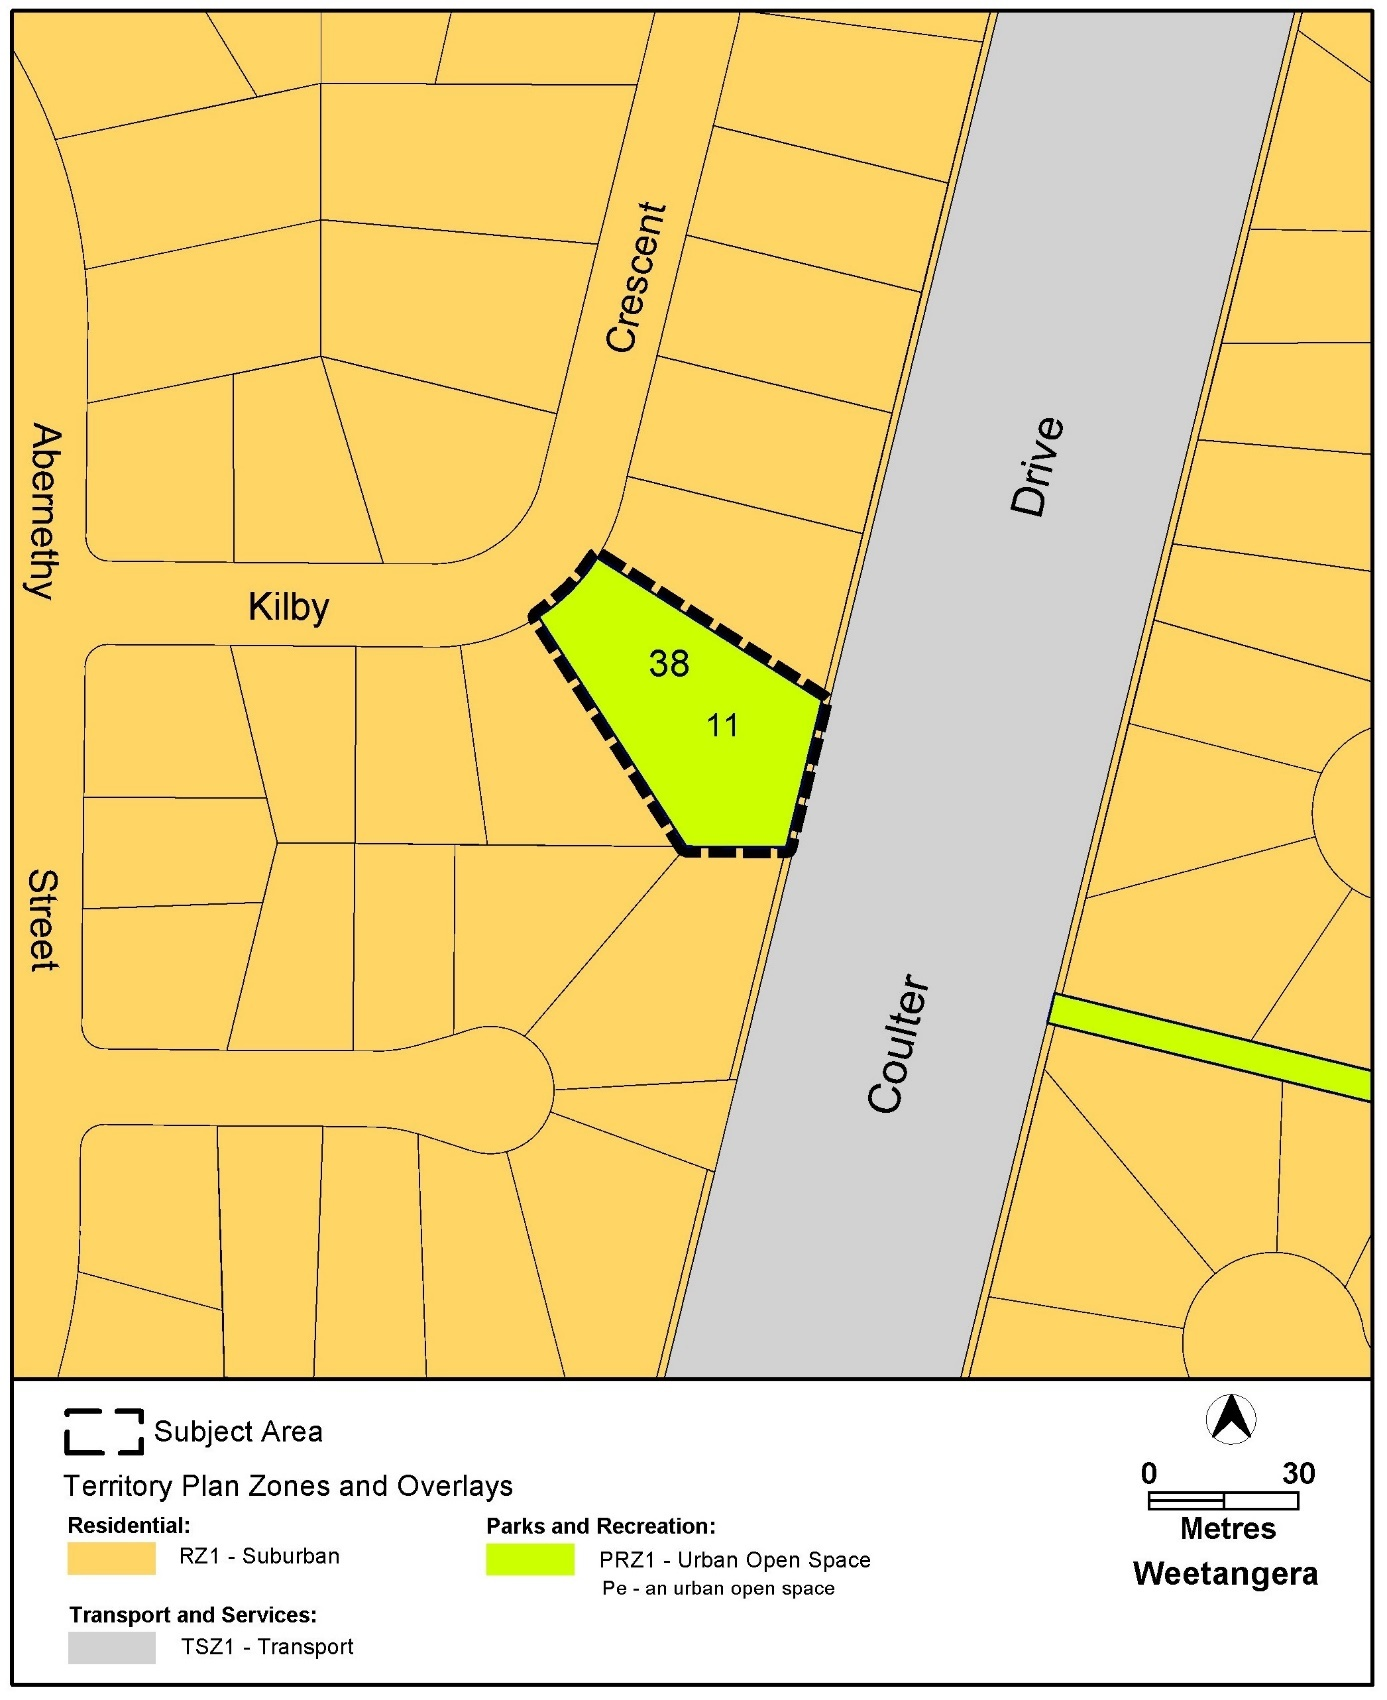 Crescent
Drive
Abernethy
Kilby
38
11
Street
Coulter
Subject Area
Territory Plan Zones and Overlays
Residential:
RZ1 - Suburban
Transport and Services:
TSZ1 - Transport
Parks and Recreation:
PRZ1 - Urban Open Space
Pe - an urban open space
0 30
Metres
Weetangera